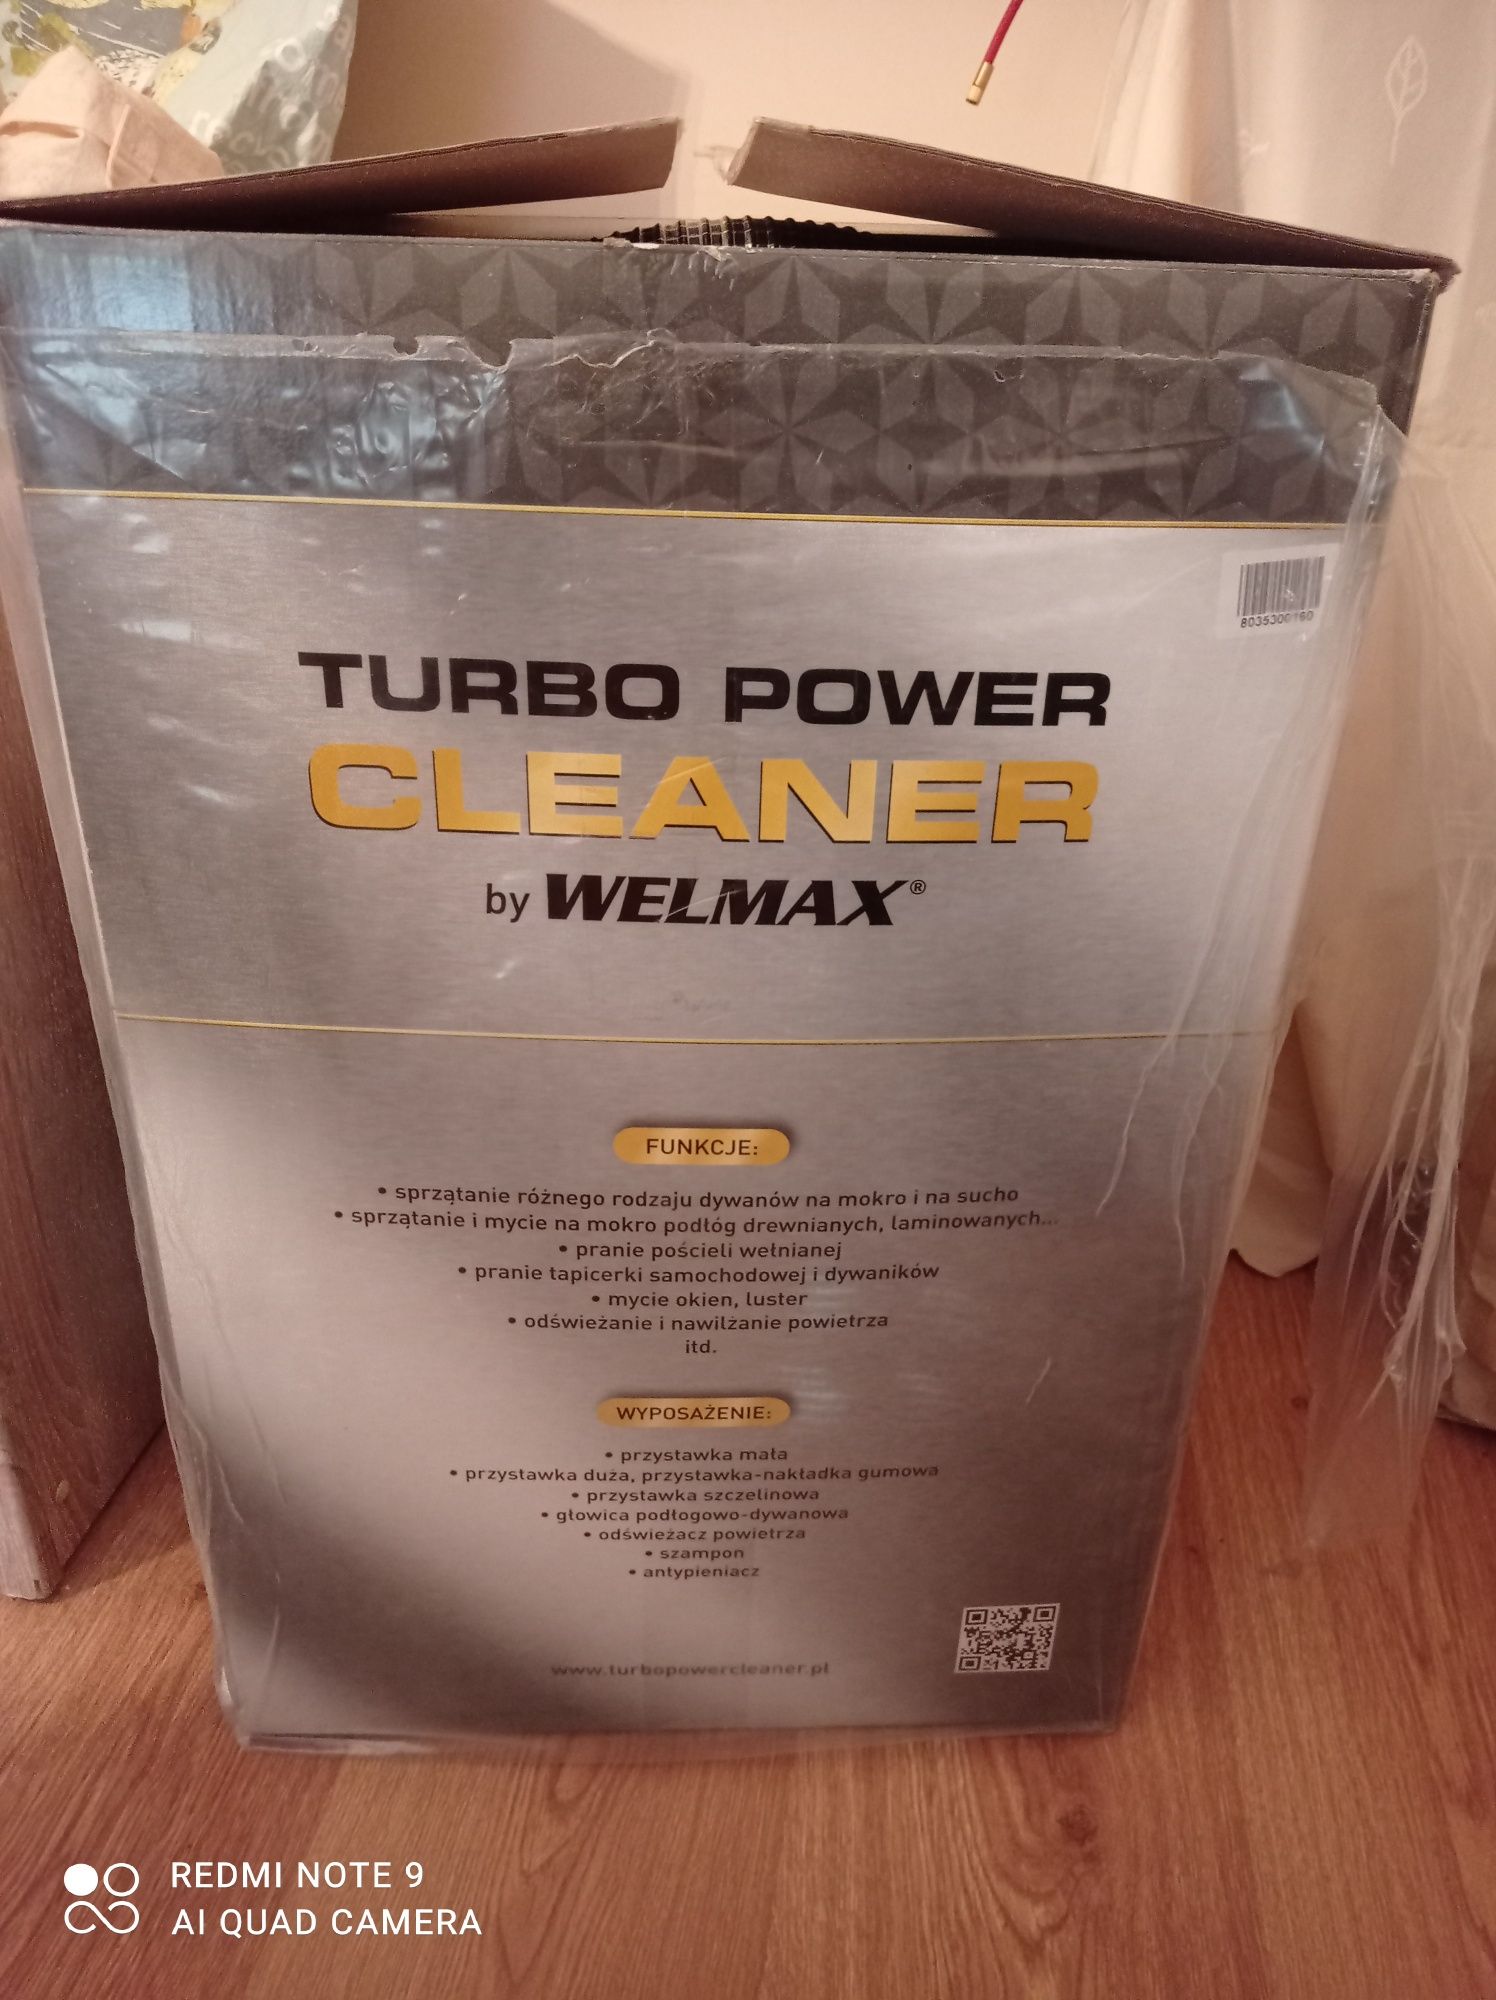 8035300160
TURBO POWER
CLEANER
by WELMAX®
FUNKCJE:
• sprzątanie różnego rodzaju dywanów na mokro i na sucho
• sprzątanie i mycie na mokro podłóg drewnianych, laminowanych...
• pranie pościeli wełnianej
• pranie tapicerki samochodowej i dywaników
• mycie okien, luster
• odświeżanie i nawilżanie powietrza
itd.
WYPOSAŻENIE:
• przystawka mała
• przystawka duża, przystawka-nakładka gumowa
• przystawka szczelinowa
• głowica podłogowo-dywanowa
• odświeżacz powietrza
• szampon
• antypieniacz
www.turbopowercleaner.pl
REDMI NOTE 9
AI QUAD CAMERA